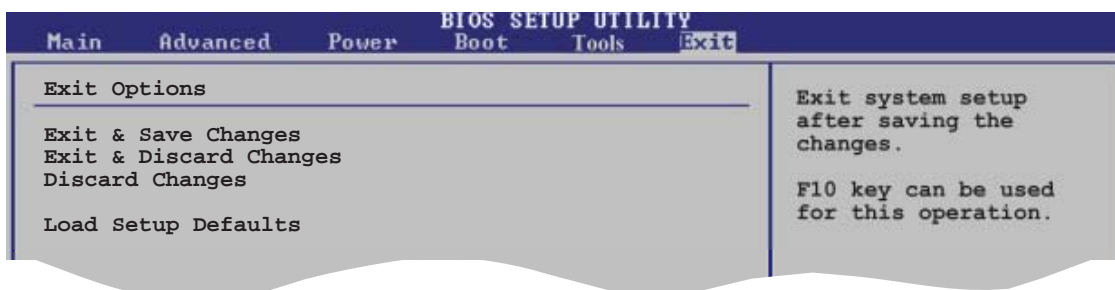 BIOS SETUP UTILITY
Main Advanced Power Boot Tools Exit
Exit Options
Exit & Save Changes
Exit & Discard Changes
Discard Changes
Load Setup Defaults
Exit system setup
after saving the
changes.
F10 key can be used
for this operation.